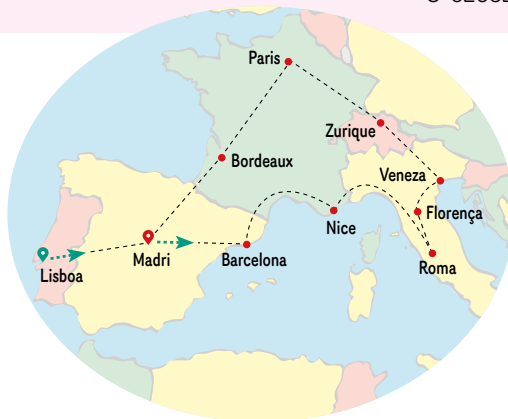 Paris
Zurique
Bordeaux
Veneza
Florença
Nice
Madri
Barcelona
Roma
Lisboa